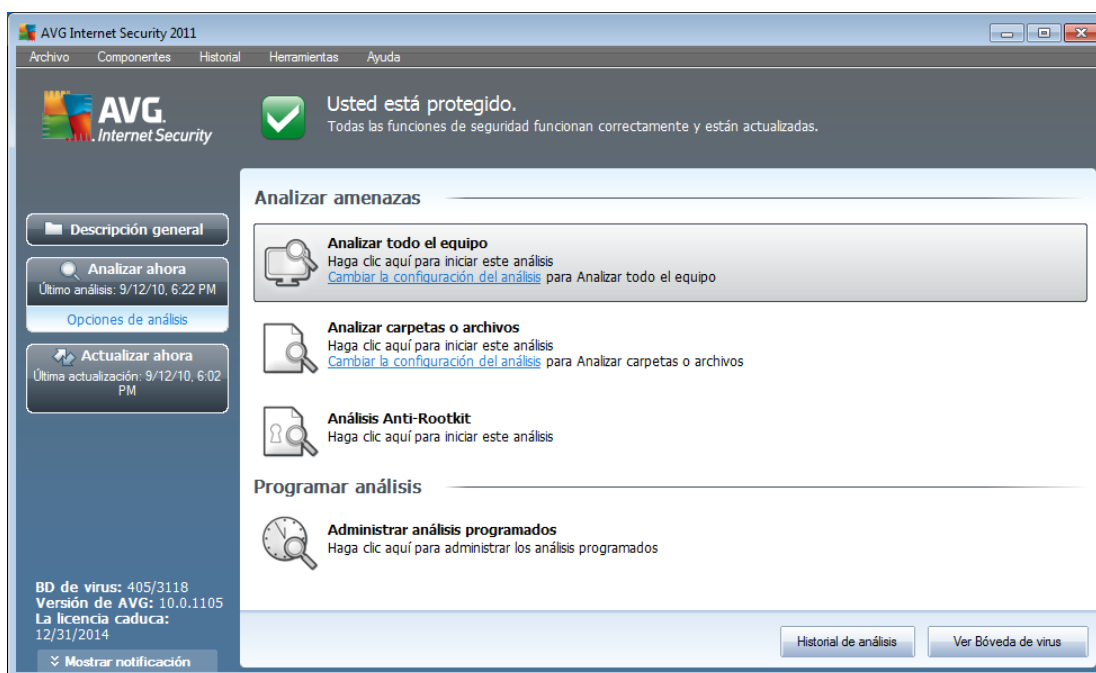 AVG Internet Security 2011
Archivo Componentes Historial Herramientas Ayuda
AVG.
Internet Security
Usted está protegido.
Todas las funciones de seguridad funcionan correctamente y están actualizadas.
Descripción general
Analizar ahora
Último análisis: 9/12/10, 6:22 PM
Opciones de análisis
Actualizar ahora
Última actualización: 9/12/10, 6:02
PM
Analizar amenazas
Analizar todo el equipo
Haga clic aquí para iniciar este análisis
Cambiar la configuración del análisis para Analizar todo el equipo
Analizar carpetas o archivos
Haga clic aquí para iniciar este análisis
Cambiar la configuración del análisis para Analizar carpetas o archivos
Análisis Anti-Rootkit
Haga clic aquí para iniciar este análisis
Programar análisis
Administrar análisis programados
Haga clic aquí para administrar los análisis programados
BD de virus: 405/3118
Versión de AVG: 10.0.1105
La licencia caduca:
12/31/2014
Mostrar notificación
Historial de análisis
Ver Bóveda de virus